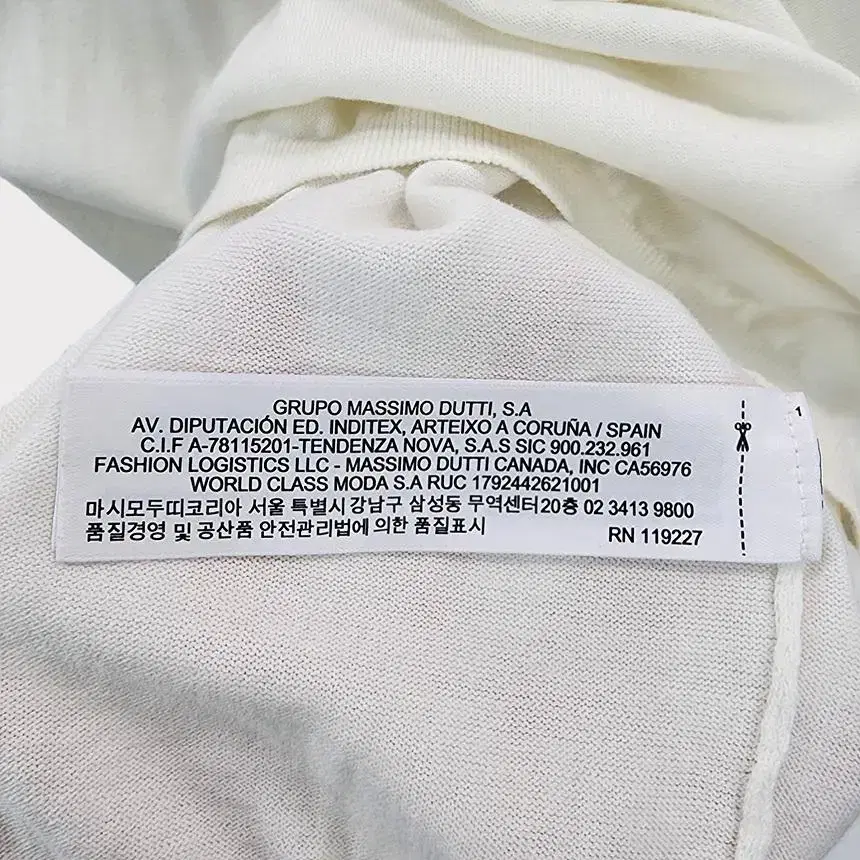 GRUPO MASSIMO DUTTI, S.A
AV. DIPUTACIÓN ED. INDITEX, ARTEIXO A CORUÑA / SPAIN
C.I.F A-78115201-TENDENZA NOVA, S.A.S SIC 900.232.961
FASHION LOGISTICS LLC - MASSIMO DUTTI CANADA, INC CA56976
WORLD CLASS MODA S.A RUC 1792442621001
마시모두띠코리아 서울 특별시 강남구 삼성동 무역센터20층 02 3413 9800
품질경영 및 공산품 안전관리법에 의한 품질표시 RN 119227
1